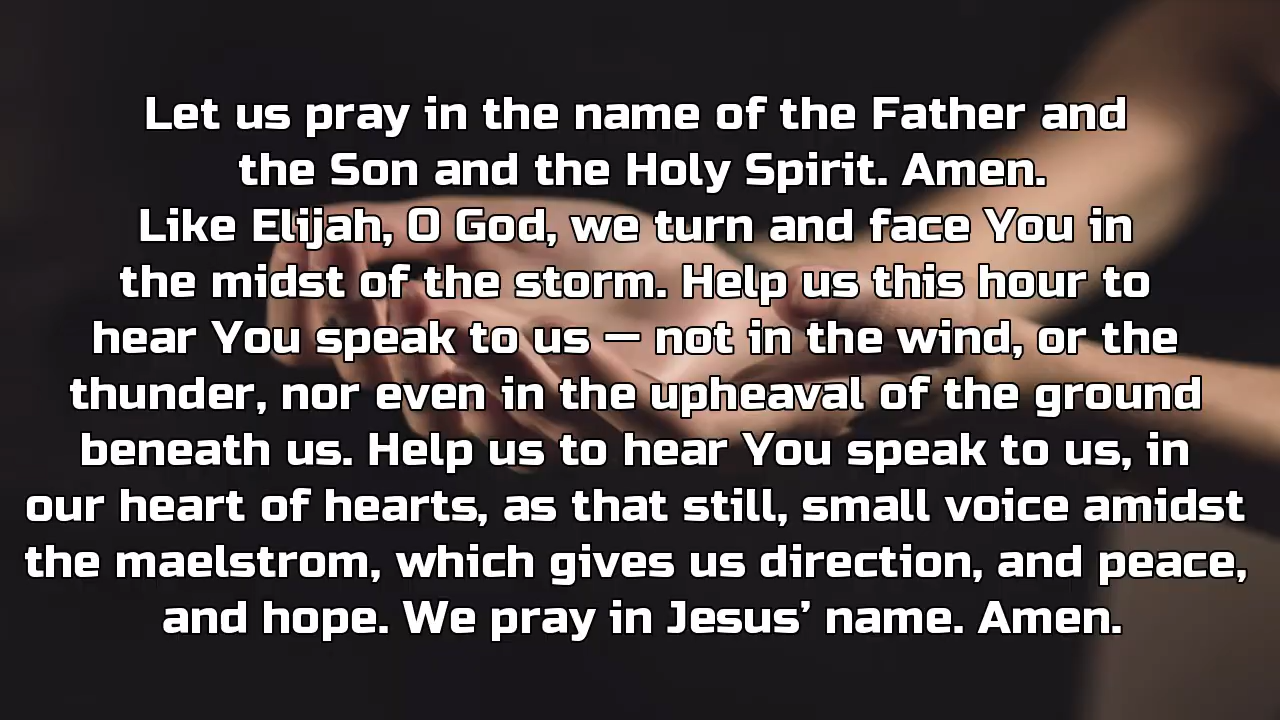 Let us pray in the name of the Father and
the Son and the Holy Spirit. Amen.
Like Elijah, O God, we turn and face You in
the midst of the storm. Help us this hour to
hear You speak to us — not in the wind, or the
thunder, nor even in the upheaval of the ground
beneath us. Help us to hear You speak to us, in
our heart of hearts, as that still, small voice amidst
the maelstrom, which gives us direction, and peace,
and hope. We pray in Jesus’ name. Amen.